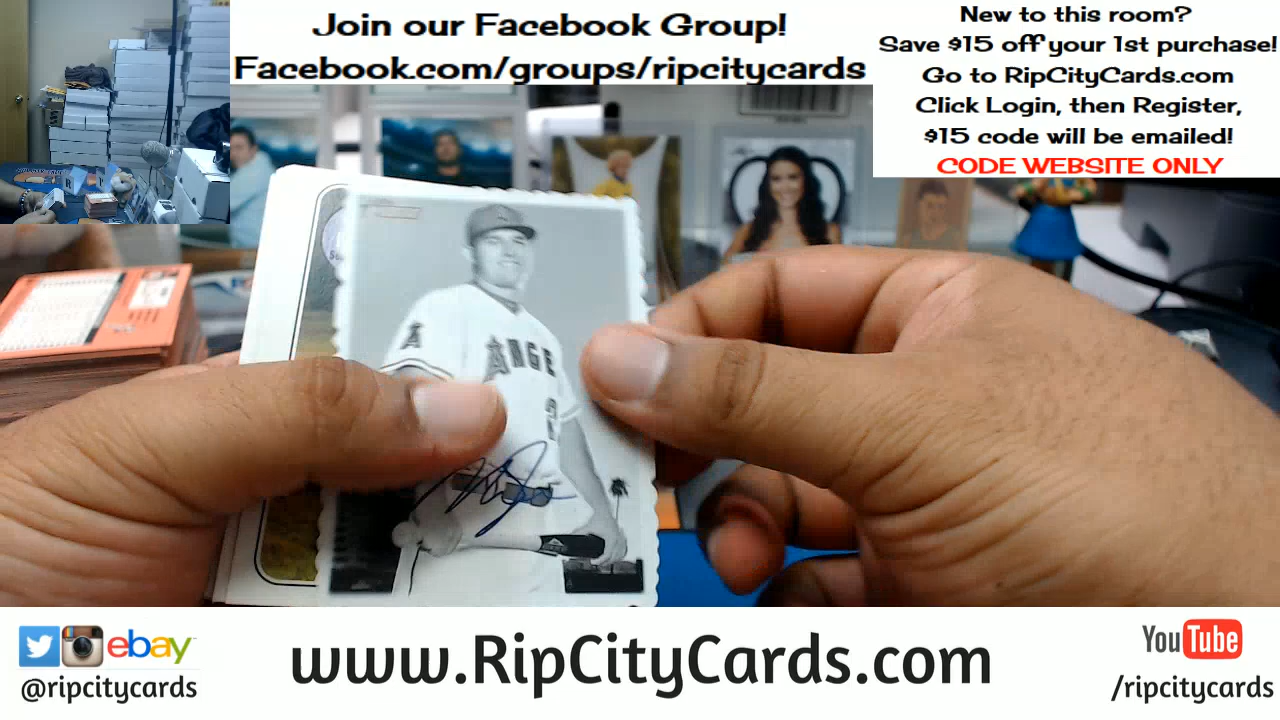 Join our Facebook Group!
Facebook.com/groups/ripcitycards
New to this room?
Save $15 off your 1st purchase!
Go to RipCityCards.com
Click Login, then Register,
$15 code will be emailed!
CODE WEBSITE ONLY
A
ANGE
2
ebay
@ripcitycards
www.RipCityCards.com
YouTube
/ripcitycards